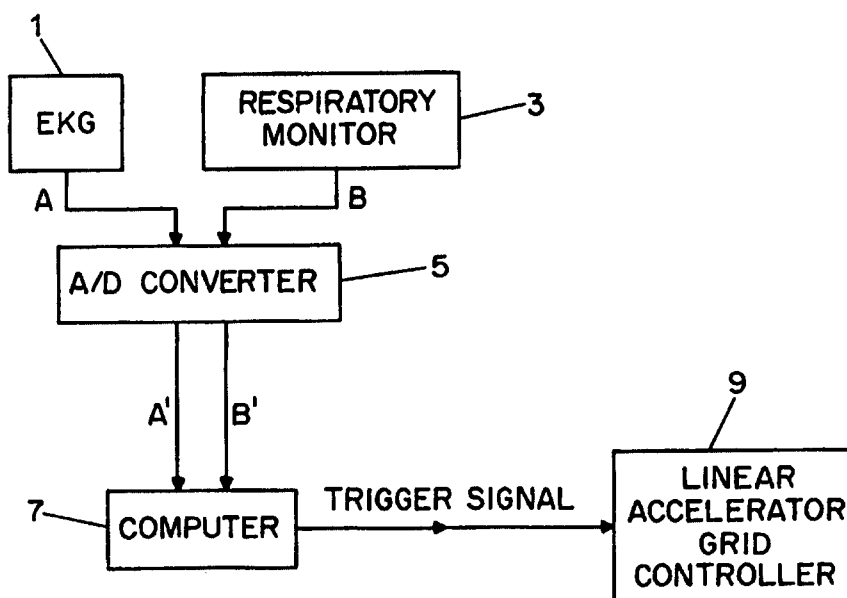 1
EKG
RESPIRATORY
MONITOR
3
A
B
A/D CONVERTER
5
A'
B'
7
COMPUTER
TRIGGER SIGNAL
9
LINEAR
ACCELERATOR
GRID
CONTROLLER